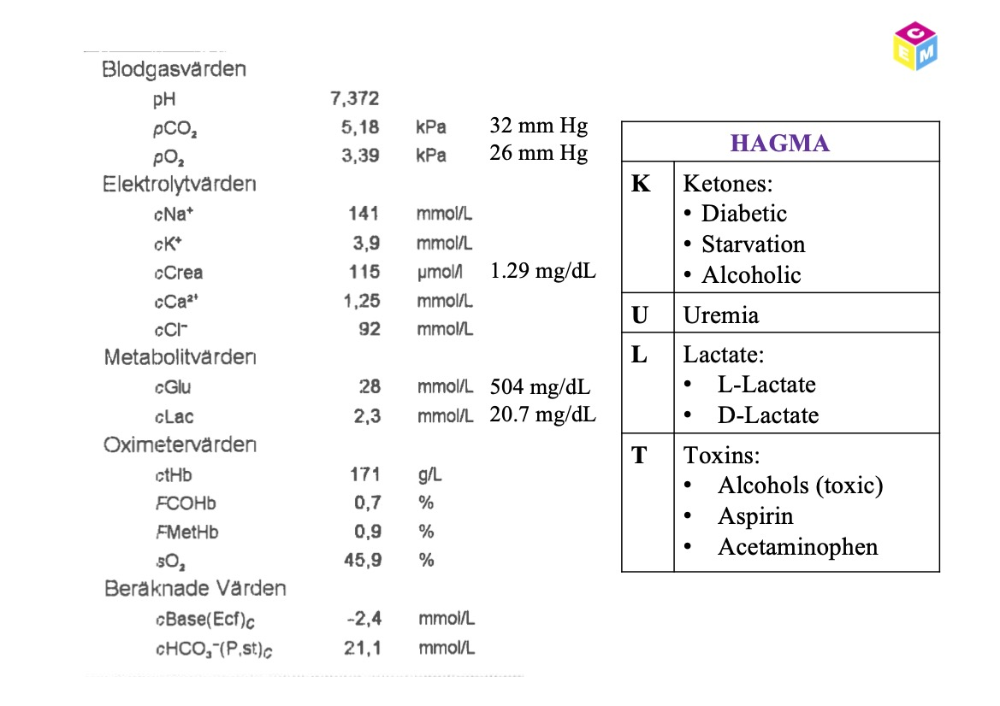 G
E M
Blodgasvärden
pH 7,372
pCO₂ 5,18 kPa 32 mm Hg
pO₂ 3,39 kPa 26 mm Hg
Elektrolytvärden
cNa⁺ 141 mmol/L
cK⁺ 3,9 mmol/L
cCrea 115 µmol/l 1.29 mg/dL
cCa²⁺ 1,25 mmol/L
cCl⁻ 92 mmol/L
Metabolitvärden
cGlu 28 mmol/L 504 mg/dL
cLac 2,3 mmol/L 20.7 mg/dL
Oximetervärden
ctHb 171 g/L
FCOHb 0,7 %
FMetHb 0,9 %
sO₂ 45,9 %
Beräknade Värden
cBase(Ecf)c -2,4 mmol/L
cHCO₃⁻(P,st)c 21,1 mmol/L
HAGMA
K Ketones:
• Diabetic
• Starvation
• Alcoholic
U Uremia
L Lactate:
• L-Lactate
• D-Lactate
T Toxins:
• Alcohols (toxic)
• Aspirin
• Acetaminophen